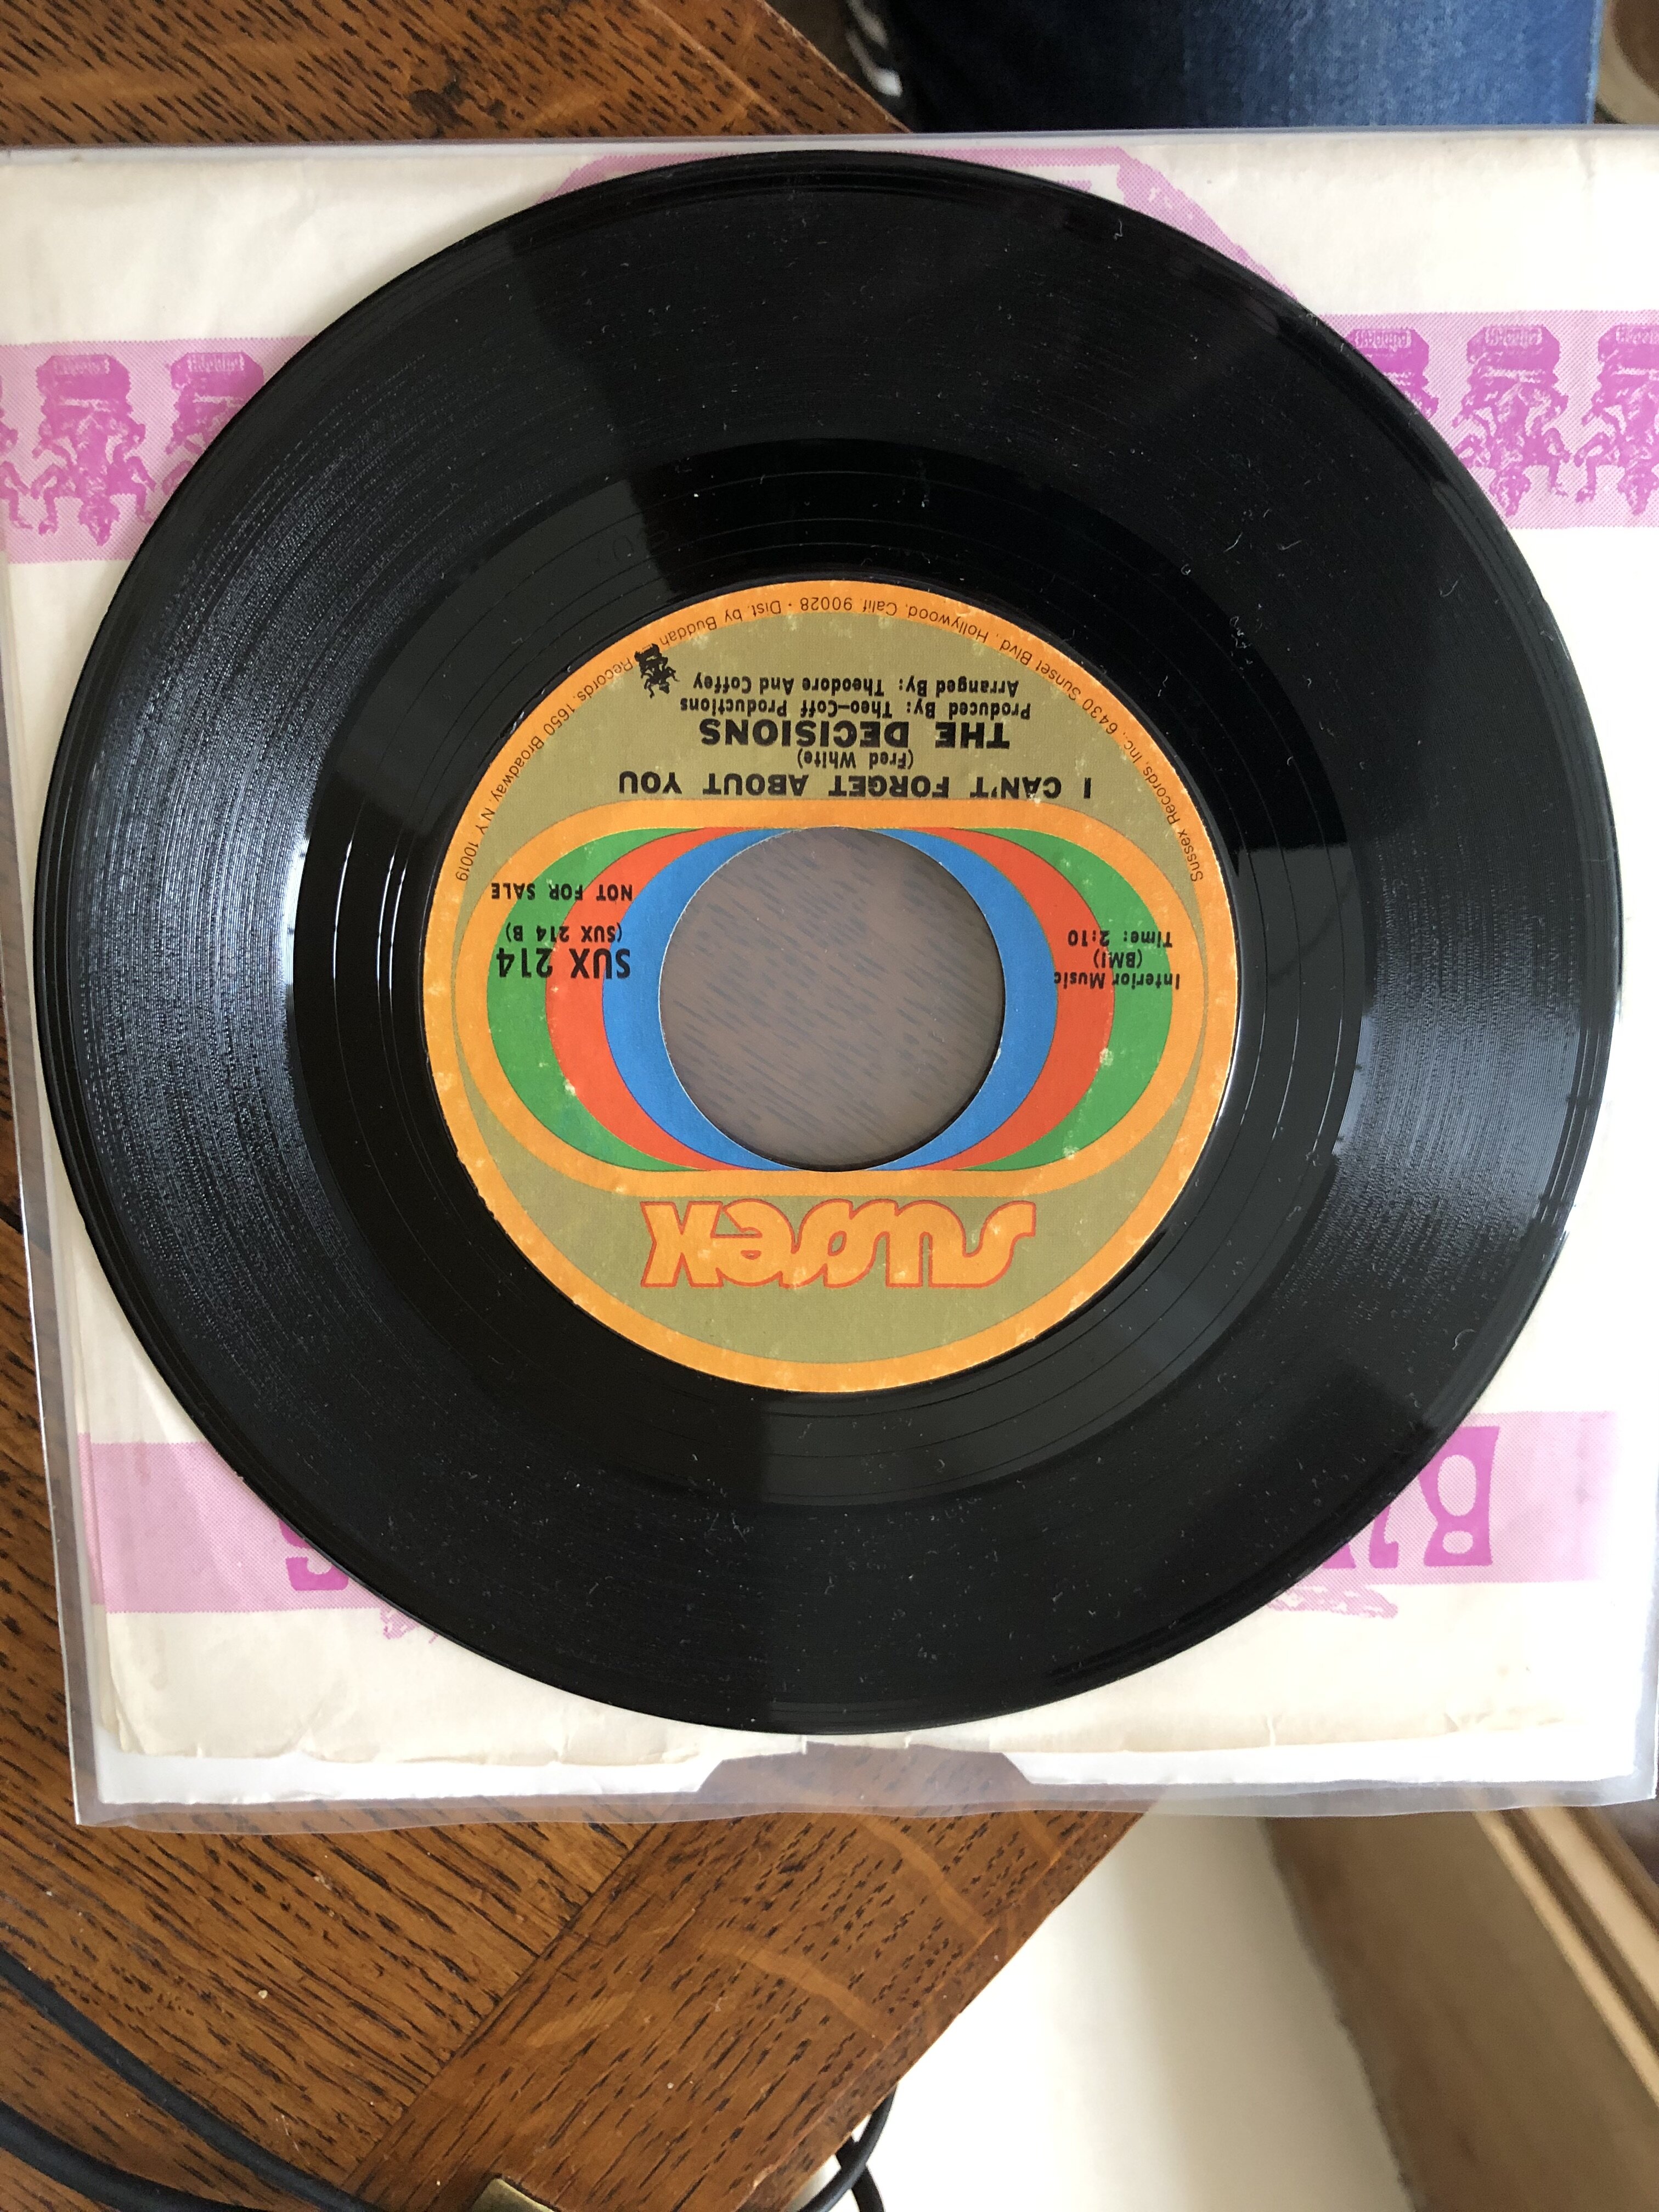 sussex
SUX 214
(SUX 214 B)
NOT FOR SALE
Interior Music
(BMI)
Time: 2:10
I CAN'T FORGET ABOUT YOU
(Fred White)
THE DECISIONS
Produced By: Theo-Coff Productions
Arranged By: Theodore And Coffey
Sussex Records, Inc., 6430 Sunset Blvd., Hollywood, Calif. 90028 · Dist. by Buddah Records, 1650 Broadway, N.Y. 10019